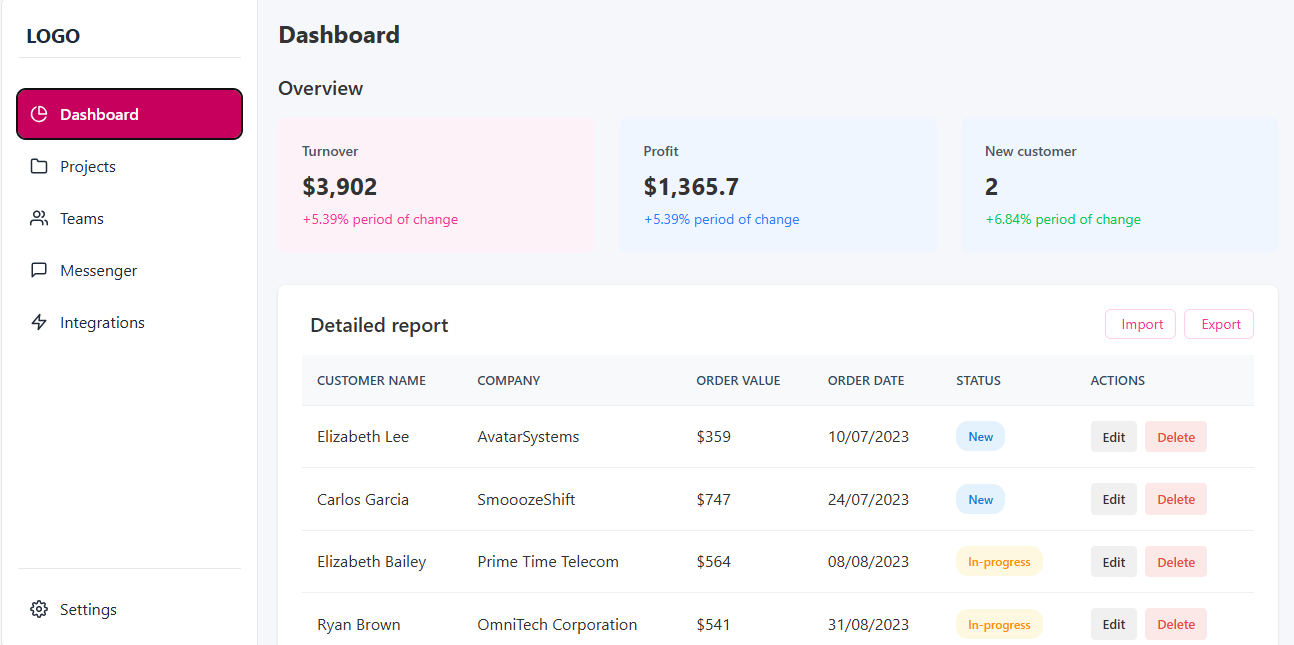 LOGO
Dashboard
Projects
Teams
Messenger
Integrations
Settings
Dashboard
Overview
Turnover
$3,902
+5.39% period of change
Profit
$1,365.7
+5.39% period of change
New customer
2
+6.84% period of change
Detailed report
Import Export
CUSTOMER NAME COMPANY ORDER VALUE ORDER DATE STATUS ACTIONS
Elizabeth Lee AvatarSystems $359 10/07/2023 New Edit Delete
Carlos Garcia SmooozeShift $747 24/07/2023 New Edit Delete
Elizabeth Bailey Prime Time Telecom $564 08/08/2023 In-progress Edit Delete
Ryan Brown OmniTech Corporation $541 31/08/2023 In-progress Edit Delete